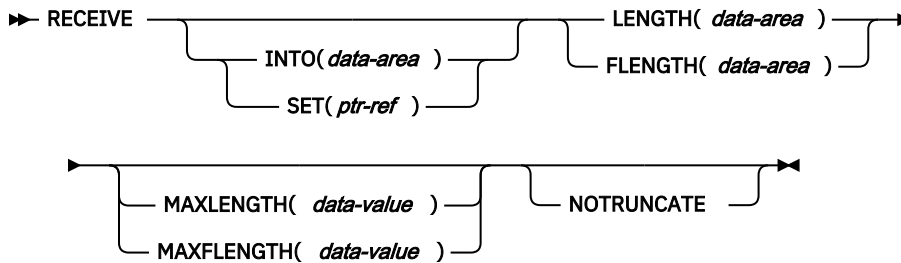 RECEIVE LENGTH( data-area )
INTO( data-area ) FLENGTH( data-area )
SET( ptr-ref )
MAXLENGTH( data-value ) NOTRUNCATE
MAXFLENGTH( data-value )